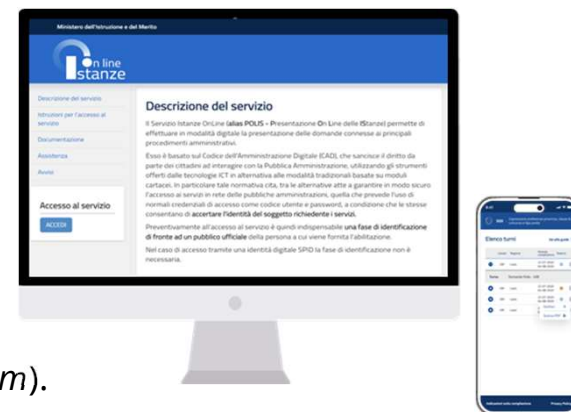 Ministero dell'Istruzione e del Merito
On line
Istanze
Descrizione del servizio
Istruzioni per l'accesso al
servizio
Documentazione
Assistenza
Avvisi
Accesso al servizio
ACCEDI
Descrizione del servizio
Il Servizio Istanze OnLine (alias POLIS - Presentazione On Line delle IStanze) permette di
effettuare in modalità digitale la presentazione delle domande connesse ai principali
procedimenti amministrativi.
Esso è basato sul Codice dell'Amministrazione Digitale (CAD), che sancisce il diritto da
parte dei cittadini ad interagire con la Pubblica Amministrazione, utilizzando gli strumenti
offerti dalle tecnologie ICT in alternativa alle modalità tradizionali basate su moduli
cartacei. In particolare tale normativa cita, tra le alternative atte a garantire in modo sicuro
l'accesso ai servizi in rete delle pubbliche amministrazioni, quella che prevede l'uso di
normali credenziali di accesso come codice utente e password, a condizione che le stesse
consentano di accertare l'identità del soggetto richiedente i servizi.
Preventivamente all'accesso al servizio è quindi indispensabile una fase di identificazione
di fronte ad un pubblico ufficiale della persona a cui viene fornita l'abilitazione.
Nel caso di accesso tramite una identità digitale SPID la fase di identificazione non è
necessaria.
Elenco turni
m).